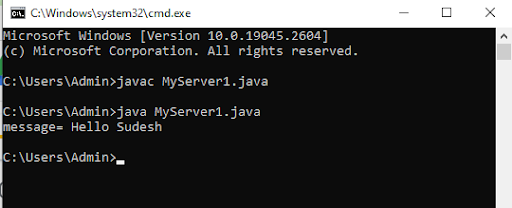 C:\Windows\system32\cmd.exe
Microsoft Windows [Version 10.0.19045.2604]
(c) Microsoft Corporation. All rights reserved.
C:\Users\Admin>javac MyServer1.java
C:\Users\Admin>java MyServer1.java
message= Hello Sudesh
C:\Users\Admin>